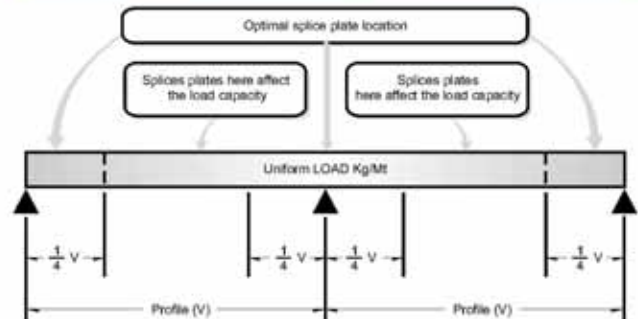 Optimal splice plate location
Splices plates here affect
the load capacity
Splices plates
here affect the load capacity
Uniform LOAD Kg/Mt
1/4 V
1/4 V
1/4 V
1/4 V
Profile (V)
Profile (V)